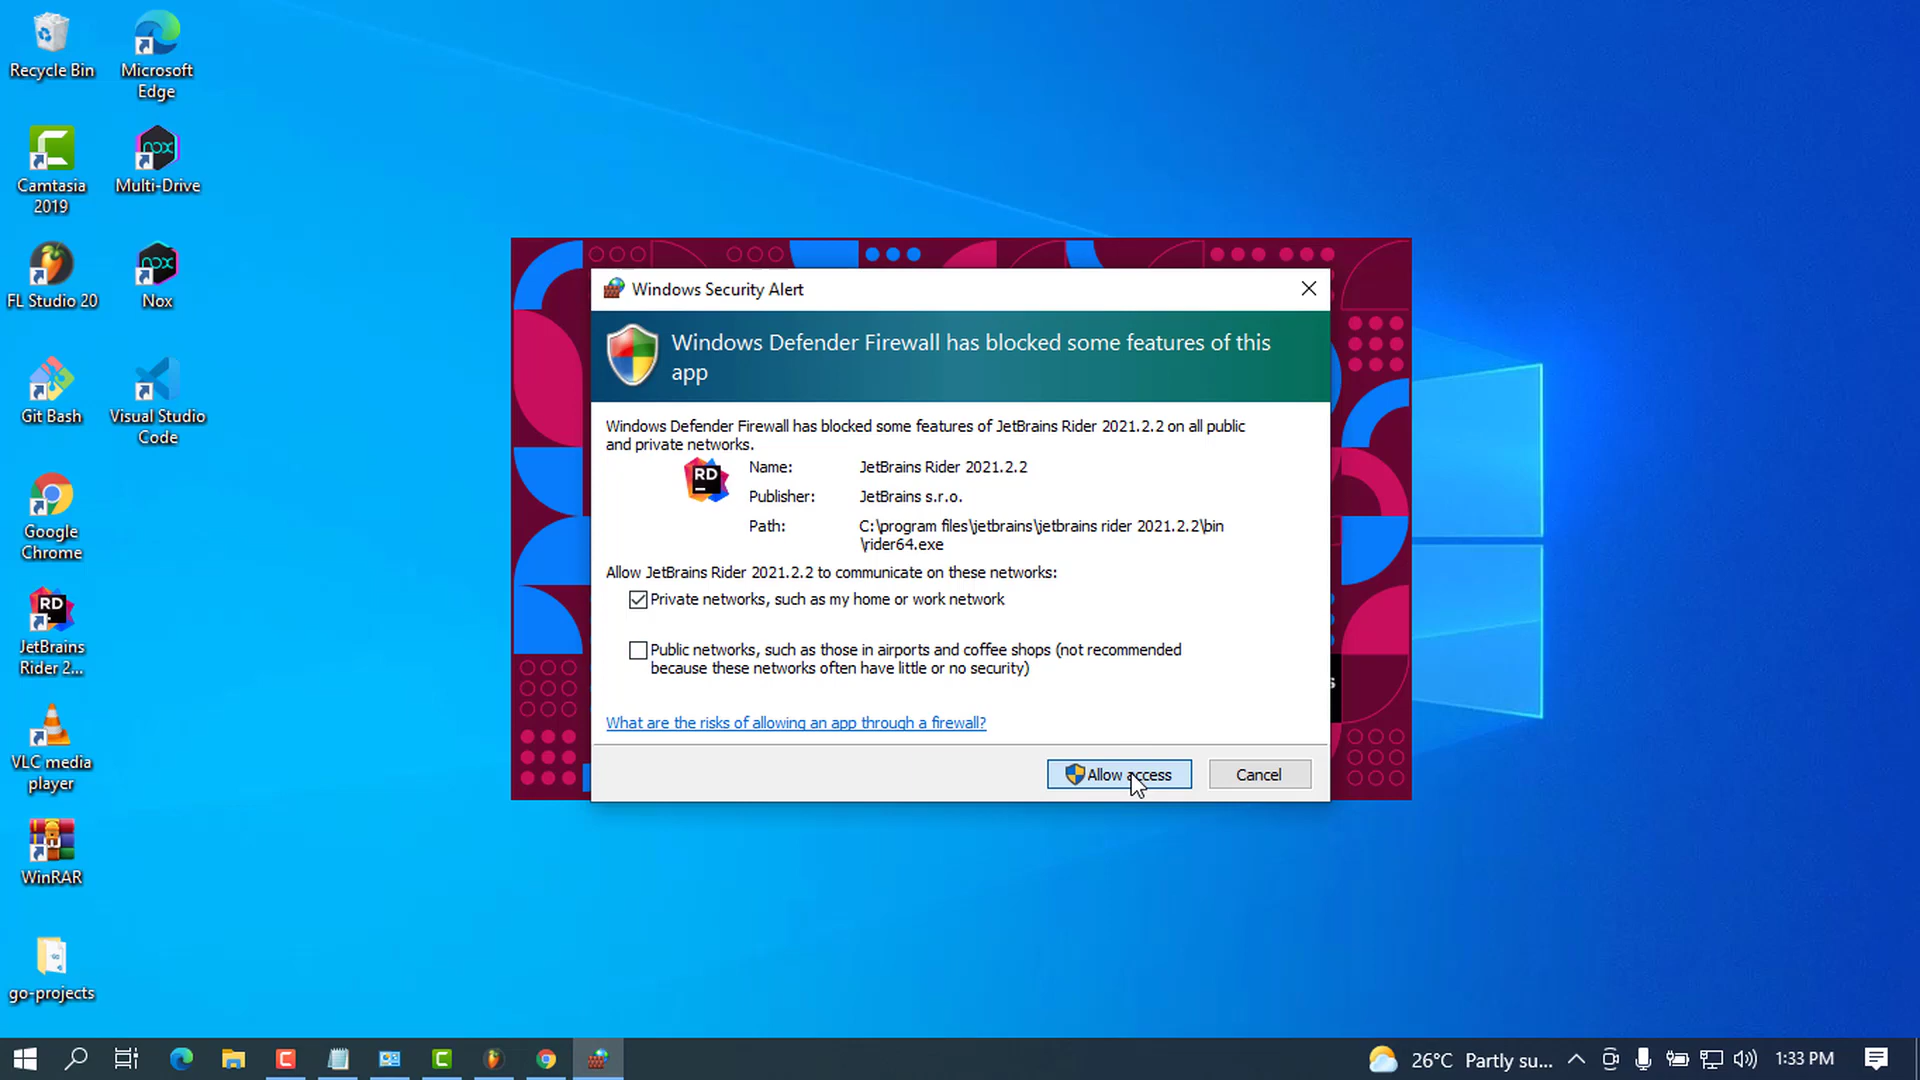 Recycle Bin
Microsoft
Edge
Camtasia
2019
Multi-Drive
FL Studio 20
Nox
Git Bash
Visual Studio
Code
Google
Chrome
JetBrains
Rider 2...
VLC media
player
WinRAR
go-projects
nox
nox
RD
Windows Security Alert
Windows Defender Firewall has blocked some features of this
app
Windows Defender Firewall has blocked some features of JetBrains Rider 2021.2.2 on all public
and private networks.
RD
Name: JetBrains Rider 2021.2.2
Publisher: JetBrains s.r.o.
Path: C:\program files\jetbrains\jetbrains rider 2021.2.2\bin
\rider64.exe
Allow JetBrains Rider 2021.2.2 to communicate on these networks:
Private networks, such as my home or work network
Public networks, such as those in airports and coffee shops (not recommended
because these networks often have little or no security)
What are the risks of allowing an app through a firewall?
Allow access
Cancel
s
26°C Partly su...
1:33 PM